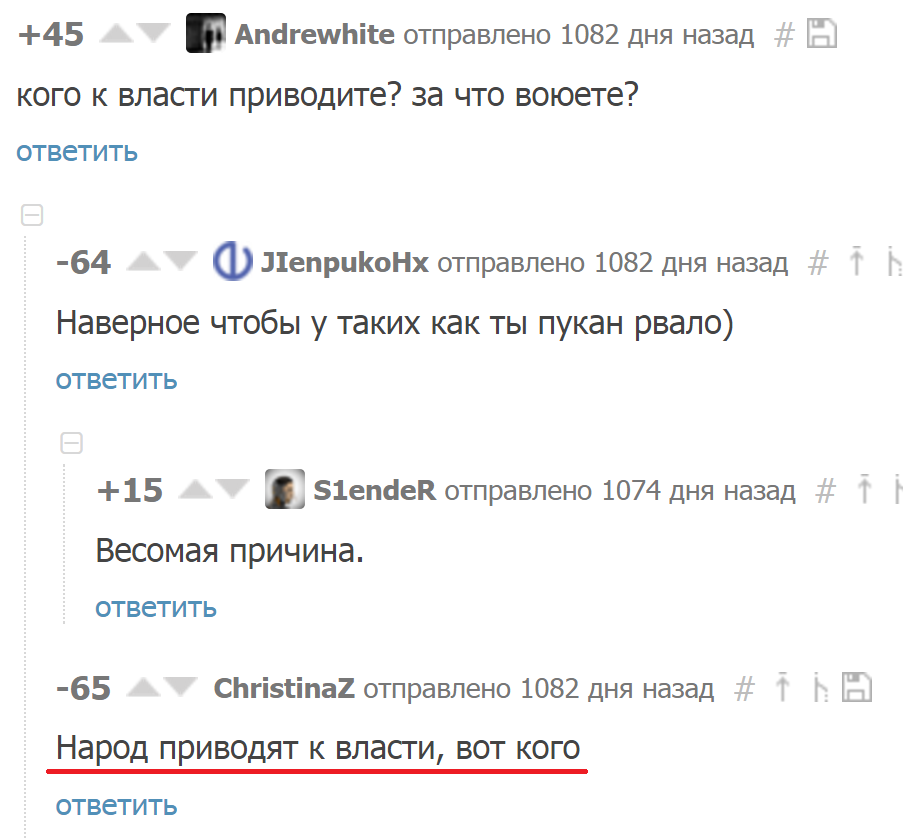 +45 Andrewhite отправлено 1082 дня назад #
кого к власти приводите? за что воюете?
ответить
-64 JIenpukoHx отправлено 1082 дня назад #
Наверное чтобы у таких как ты пукан рвало)
ответить
+15 S1endeR отправлено 1074 дня назад #
Весомая причина.
ответить
-65 ChristinaZ отправлено 1082 дня назад #
Народ приводят к власти, вот кого
ответить